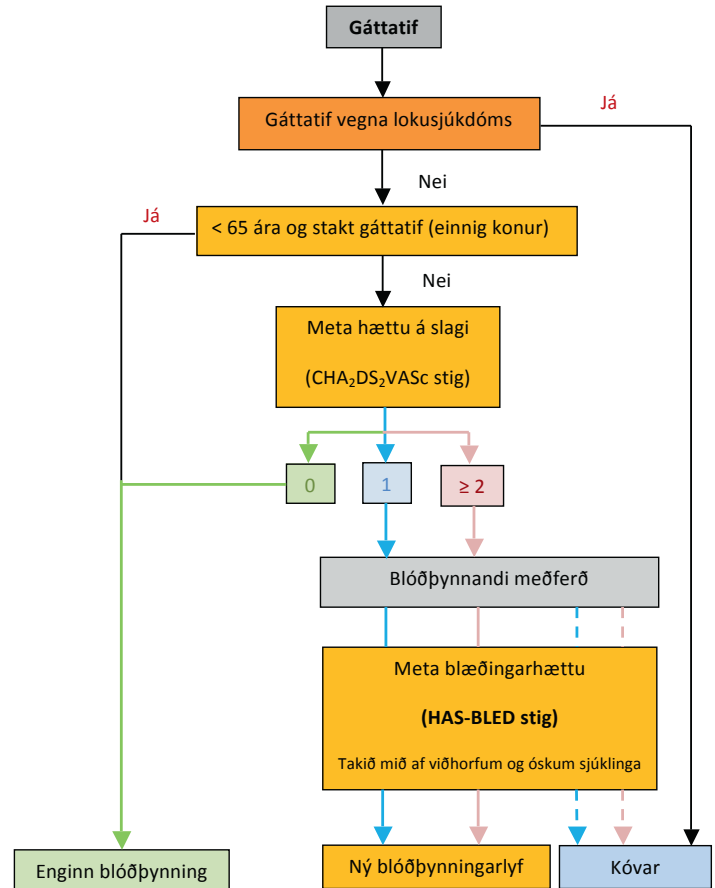 Gáttatif
Já
Gáttatif vegna lokusjúkdóms
Nei
Já
< 65 ára og stakt gáttatif (einnig konur)
Nei
Meta hættu á slagi
(CHA₂DS₂VASc stig)
0
1
≥ 2
Blóðþynnandi meðferð
Meta blæðingarhættu
(HAS-BLED stig)
Takið mið af viðhorfum og óskum sjúklinga
Enginn blóðþynning
Ný blóðþynningarlyf
Kóvar